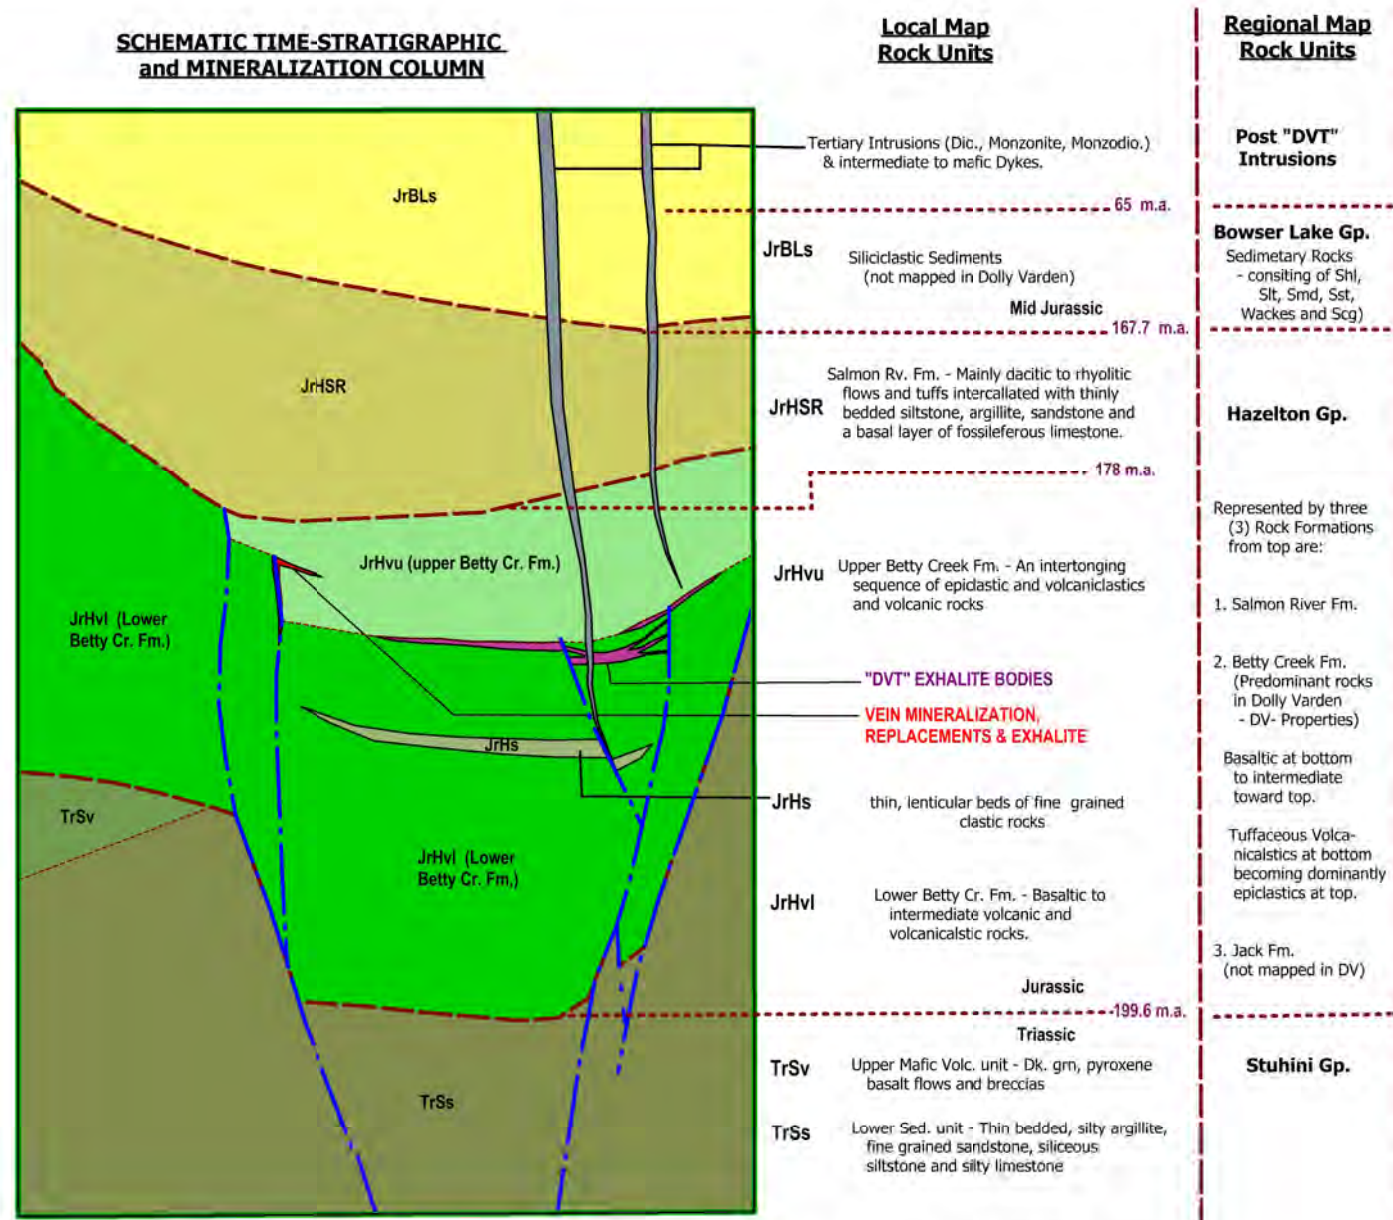 SCHEMATIC TIME-STRATIGRAPHIC
and MINERALIZATION COLUMN
JrBLs
JrHSR
JrHvu (upper Betty Cr. Fm.)
JrHvl (Lower
Betty Cr. Fm.)
JrHs
TrSv
JrHvl (Lower
Betty Cr. Fm,)
TrSs
Local Map
Rock Units
Tertiary Intrusions (Dio., Monzonite, Monzodio.)
& intermediate to mafic Dykes.
65 m.a.
JrBLs
Siliciclastic Sediments
(not mapped in Dolly Varden)
Mid Jurassic
167.7 m.a.
JrHSR
Salmon Rv. Fm. - Mainly dacitic to rhyolitic
flows and tuffs intercallated with thinly
bedded siltstone, argillite, sandstone and
a basal layer of fossileferous limestone.
178 m.a.
JrHvu
Upper Betty Creek Fm. - An intertonging
sequence of epiclastic and volcaniclastics
and volcanic rocks
"DVT" EXHALITE BODIES
VEIN MINERALIZATION,
REPLACEMENTS & EXHALITE
JrHs
thin, lenticular beds of fine grained
clastic rocks
JrHvl
Lower Betty Cr. Fm. - Basaltic to
intermediate volcanic and
volcanicalstic rocks.
Jurassic
199.6 m.a.
Triassic
TrSv
Upper Mafic Volc. unit - Dk. grn, pyroxene
basalt flows and breccias
TrSs
Lower Sed. unit - Thin bedded, silty argillite,
fine grained sandstone, siliceous
siltstone and silty limestone
Regional Map
Rock Units
Post "DVT"
Intrusions
Bowser Lake Gp.
Sedimetary Rocks
- consiting of Shl,
Slt, Smd, Sst,
Wackes and Scg)
Hazelton Gp.
Represented by three
(3) Rock Formations
from top are:
1. Salmon River Fm.
2. Betty Creek Fm.
(Predominant rocks
in Dolly Varden
- DV- Properties)
Basaltic at bottom
to intermediate
toward top.
Tuffaceous Volca-
nicalstics at bottom
becoming dominantly
epiclastics at top.
3. Jack Fm.
(not mapped in DV)
Stuhini Gp.